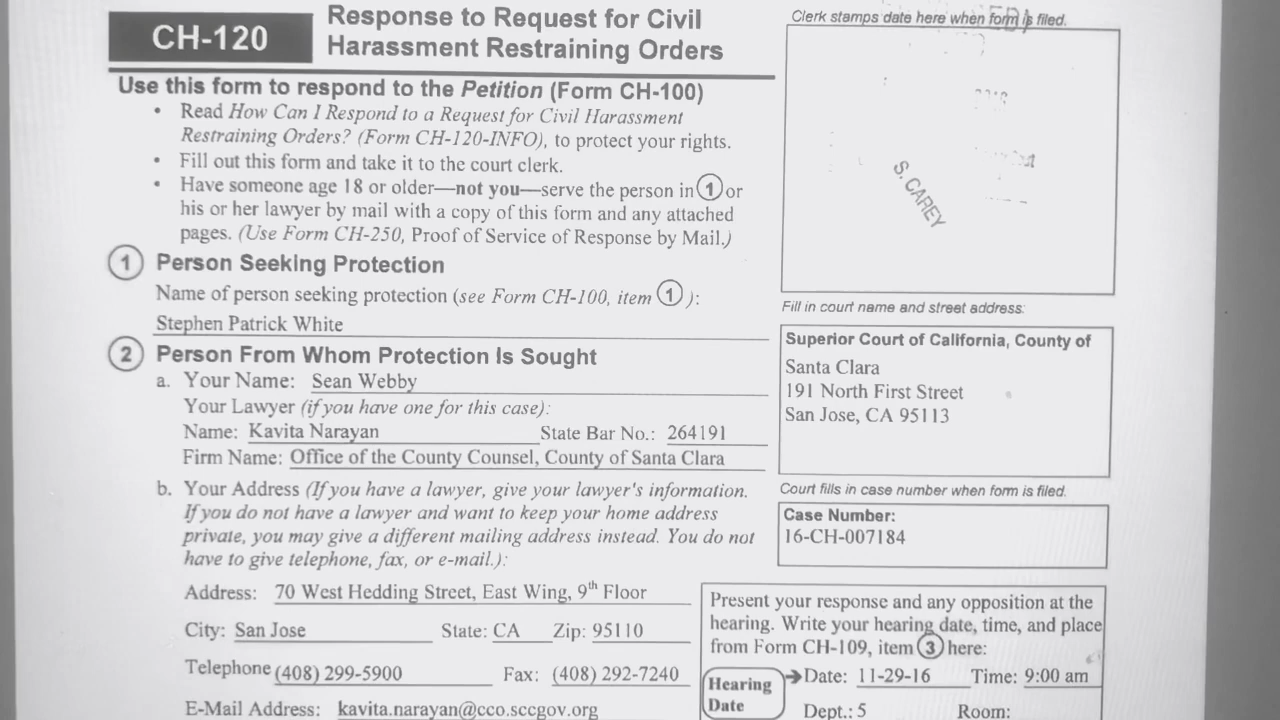 CH-120
Response to Request for Civil
Harassment Restraining Orders
Clerk stamps date here when form is filed.
Use this form to respond to the Petition (Form CH-100)
• Read How Can I Respond to a Request for Civil Harassment
Restraining Orders? (Form CH-120-INFO), to protect your rights.
• Fill out this form and take it to the court clerk.
• Have someone age 18 or older—not you—serve the person in 1 or
his or her lawyer by mail with a copy of this form and any attached
pages. (Use Form CH-250, Proof of Service of Response by Mail.)
S. CAREY
1 Person Seeking Protection
Name of person seeking protection (see Form CH-100, item 1):
Stephen Patrick White
2 Person From Whom Protection Is Sought
a. Your Name: Sean Webby
Your Lawyer (if you have one for this case):
Name: Kavita Narayan State Bar No.: 264191
Firm Name: Office of the County Counsel, County of Santa Clara
b. Your Address (If you have a lawyer, give your lawyer's information.
If you do not have a lawyer and want to keep your home address
private, you may give a different mailing address instead. You do not
have to give telephone, fax, or e-mail.):
Address: 70 West Hedding Street, East Wing, 9th Floor
City: San Jose State: CA Zip: 95110
Telephone (408) 299-5900 Fax: (408) 292-7240
E-Mail Address: kavita.narayan@cco.sccgov.org
Fill in court name and street address:
Superior Court of California, County of
Santa Clara
191 North First Street
San Jose, CA 95113
Court fills in case number when form is filed.
Case Number:
16-CH-007184
Present your response and any opposition at the
hearing. Write your hearing date, time, and place
from Form CH-109, item 3 here:
Hearing
Date
→Date: 11-29-16 Time: 9:00 am
Dept.: 5 Room: